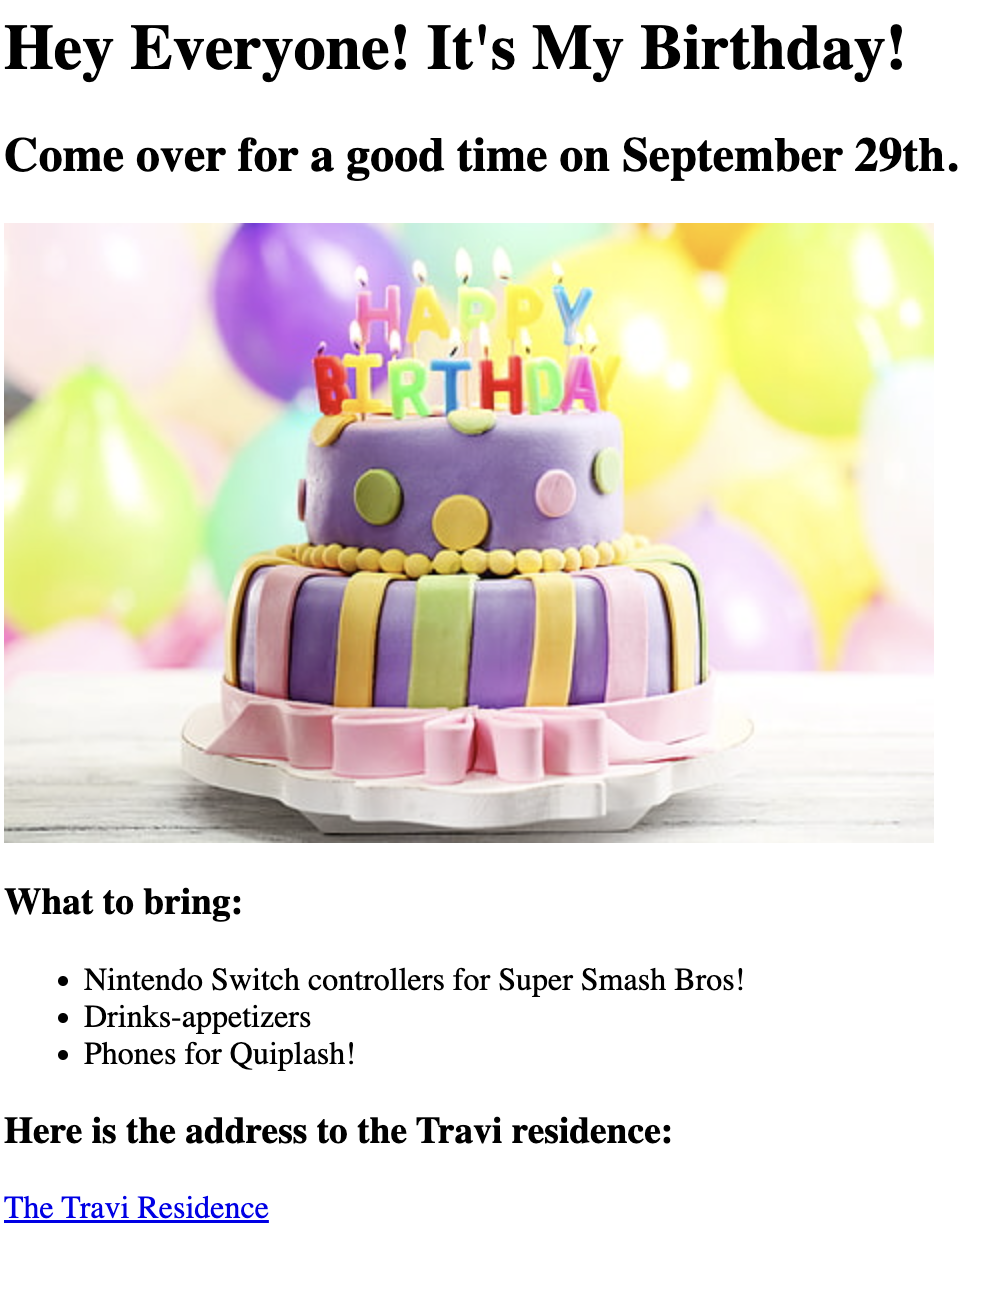 Hey Everyone! It's My Birthday!
Come over for a good time on September 29th.
HAPPY
BIRTHDAY
What to bring:
Nintendo Switch controllers for Super Smash Bros!
Drinks-appetizers
Phones for Quiplash!
Here is the address to the Travi residence:
The Travi Residence